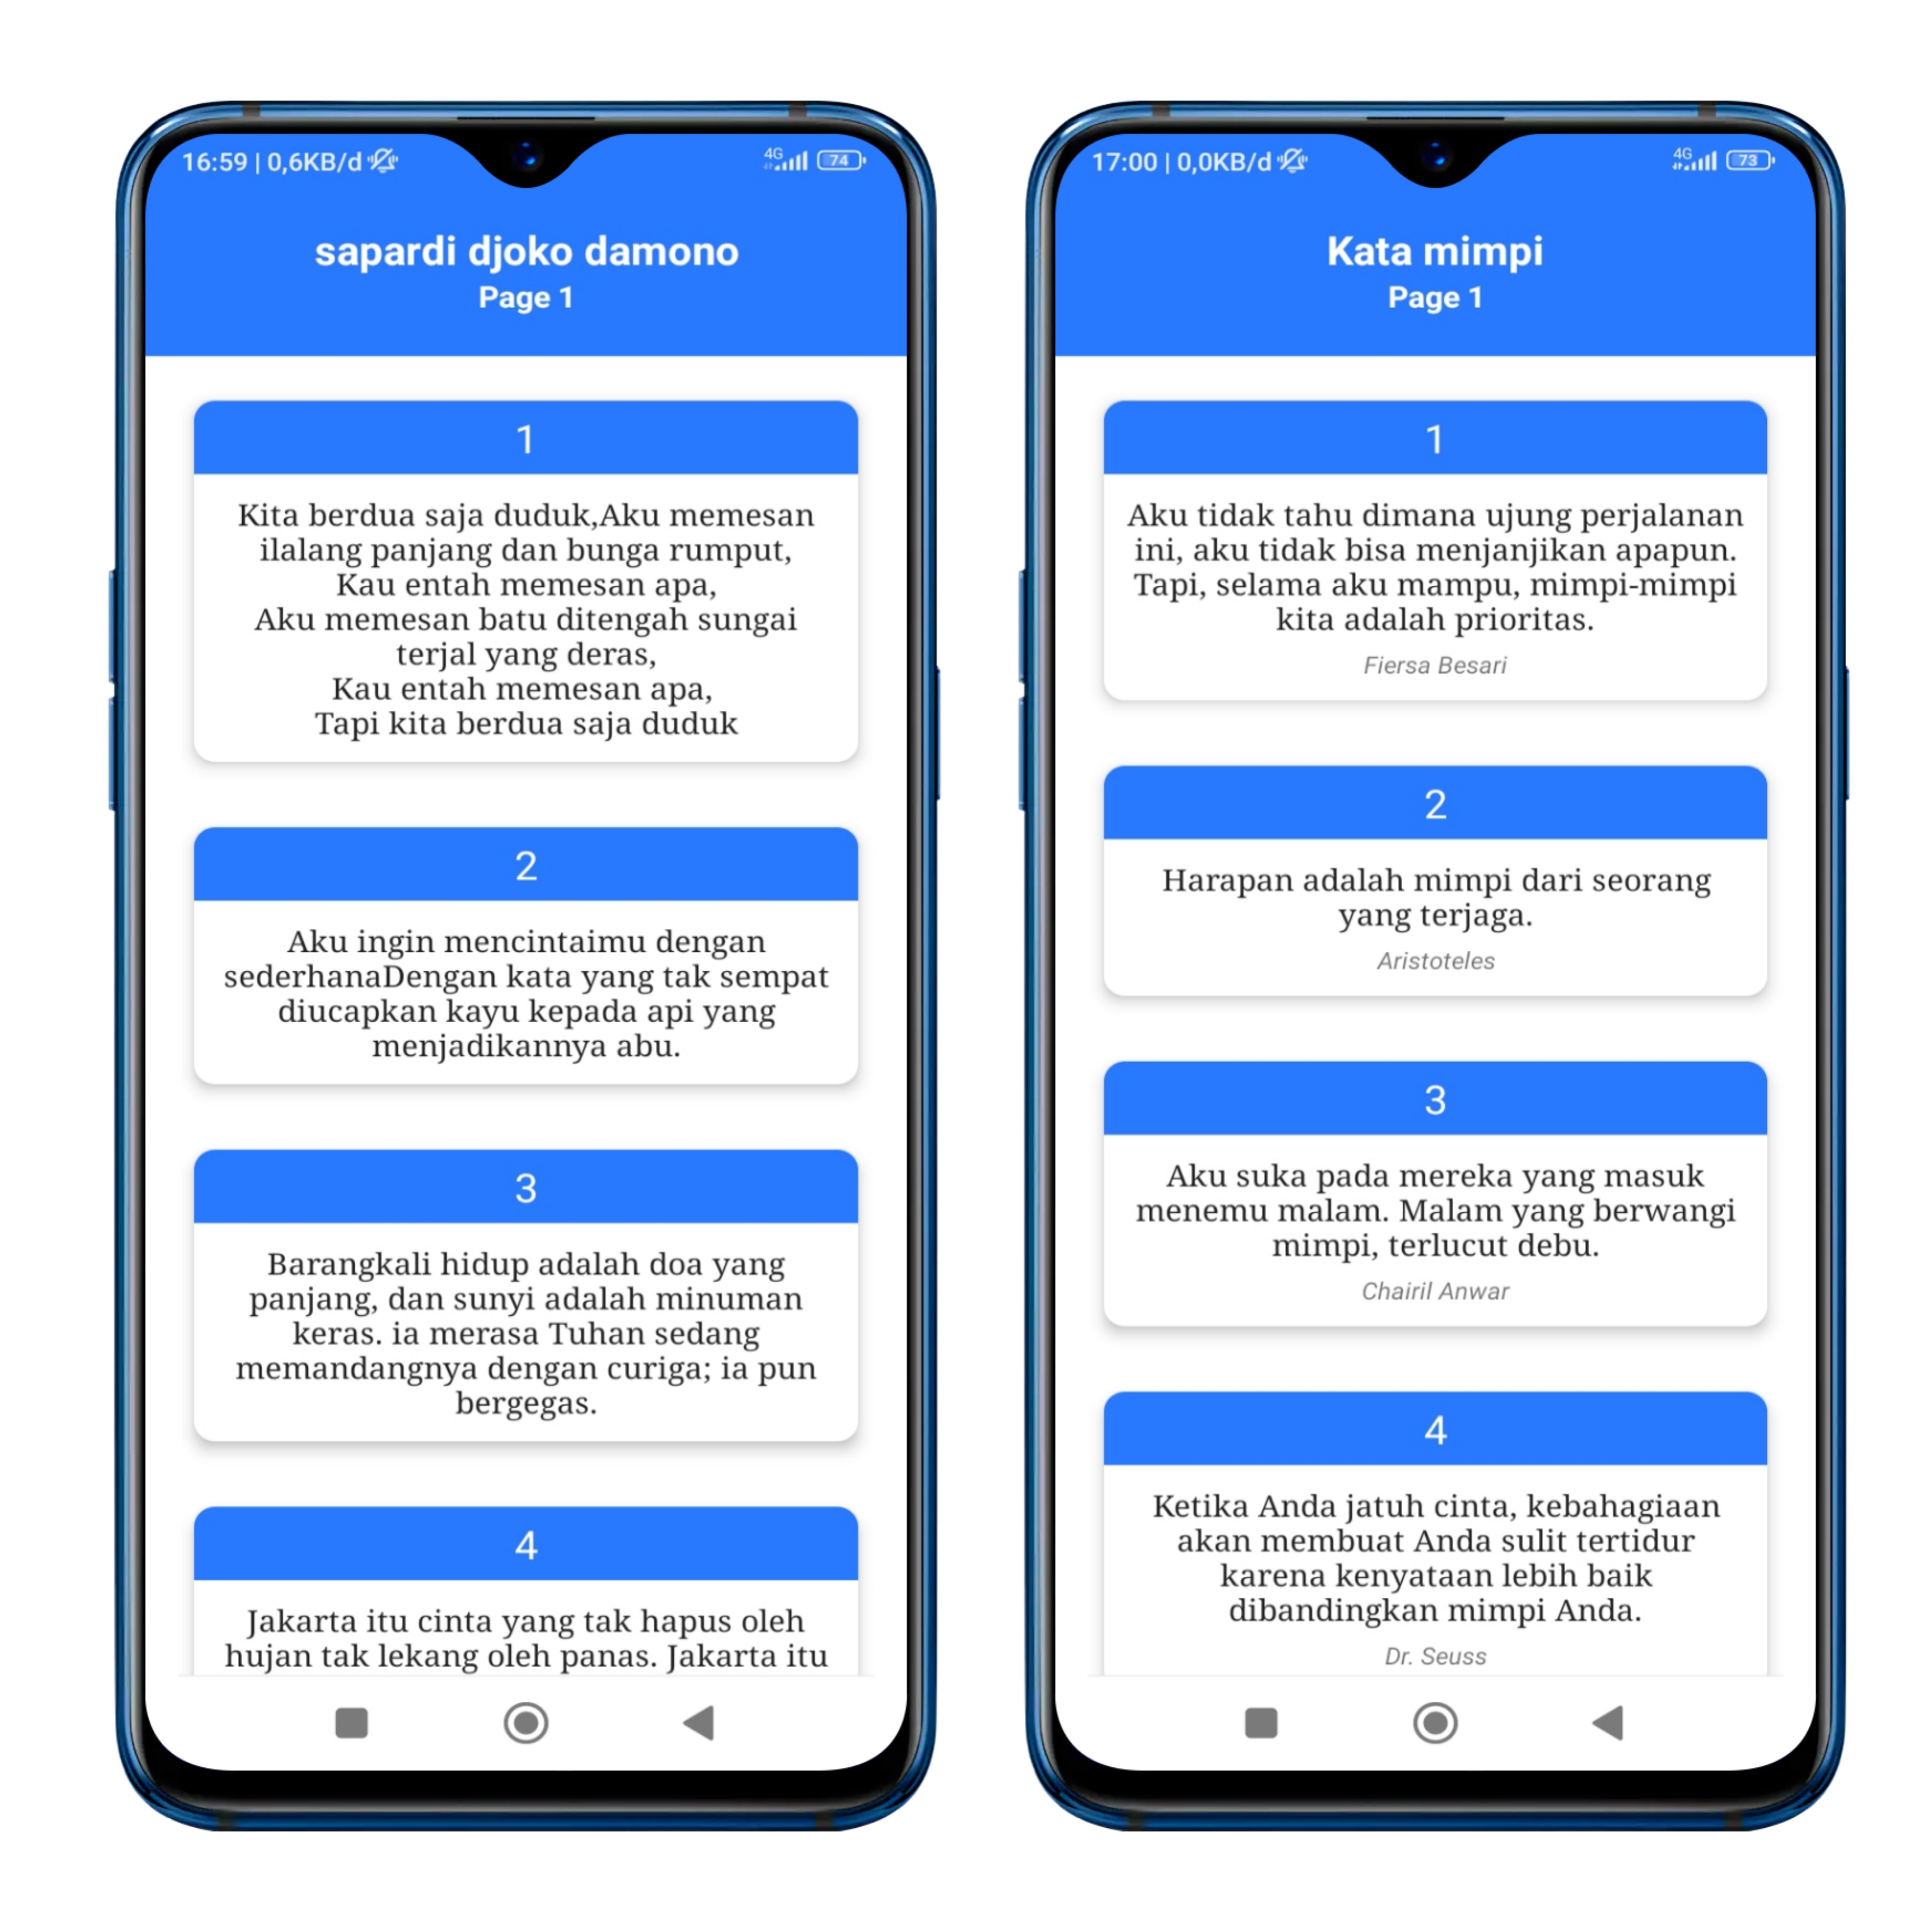 16:59 | 0,6KB/d
4G
74
sapardi djoko damono
Page 1
1
Kita berdua saja duduk,Aku memesan
ilalang panjang dan bunga rumput,
Kau entah memesan apa,
Aku memesan batu ditengah sungai
terjal yang deras,
Kau entah memesan apa,
Tapi kita berdua saja duduk
2
Aku ingin mencintaimu dengan
sederhanaDengan kata yang tak sempat
diucapkan kayu kepada api yang
menjadikannya abu.
3
Barangkali hidup adalah doa yang
panjang, dan sunyi adalah minuman
keras. ia merasa Tuhan sedang
memandangnya dengan curiga; ia pun
bergegas.
4
Jakarta itu cinta yang tak hapus oleh
hujan tak lekang oleh panas. Jakarta itu
17:00 | 0,0KB/d
4G
73
Kata mimpi
Page 1
1
Aku tidak tahu dimana ujung perjalanan
ini, aku tidak bisa menjanjikan apapun.
Tapi, selama aku mampu, mimpi-mimpi
kita adalah prioritas.
Fiersa Besari
2
Harapan adalah mimpi dari seorang
yang terjaga.
Aristoteles
3
Aku suka pada mereka yang masuk
menemu malam. Malam yang berwangi
mimpi, terlucut debu.
Chairil Anwar
4
Ketika Anda jatuh cinta, kebahagiaan
akan membuat Anda sulit tertidur
karena kenyataan lebih baik
dibandingkan mimpi Anda.
Dr. Seuss